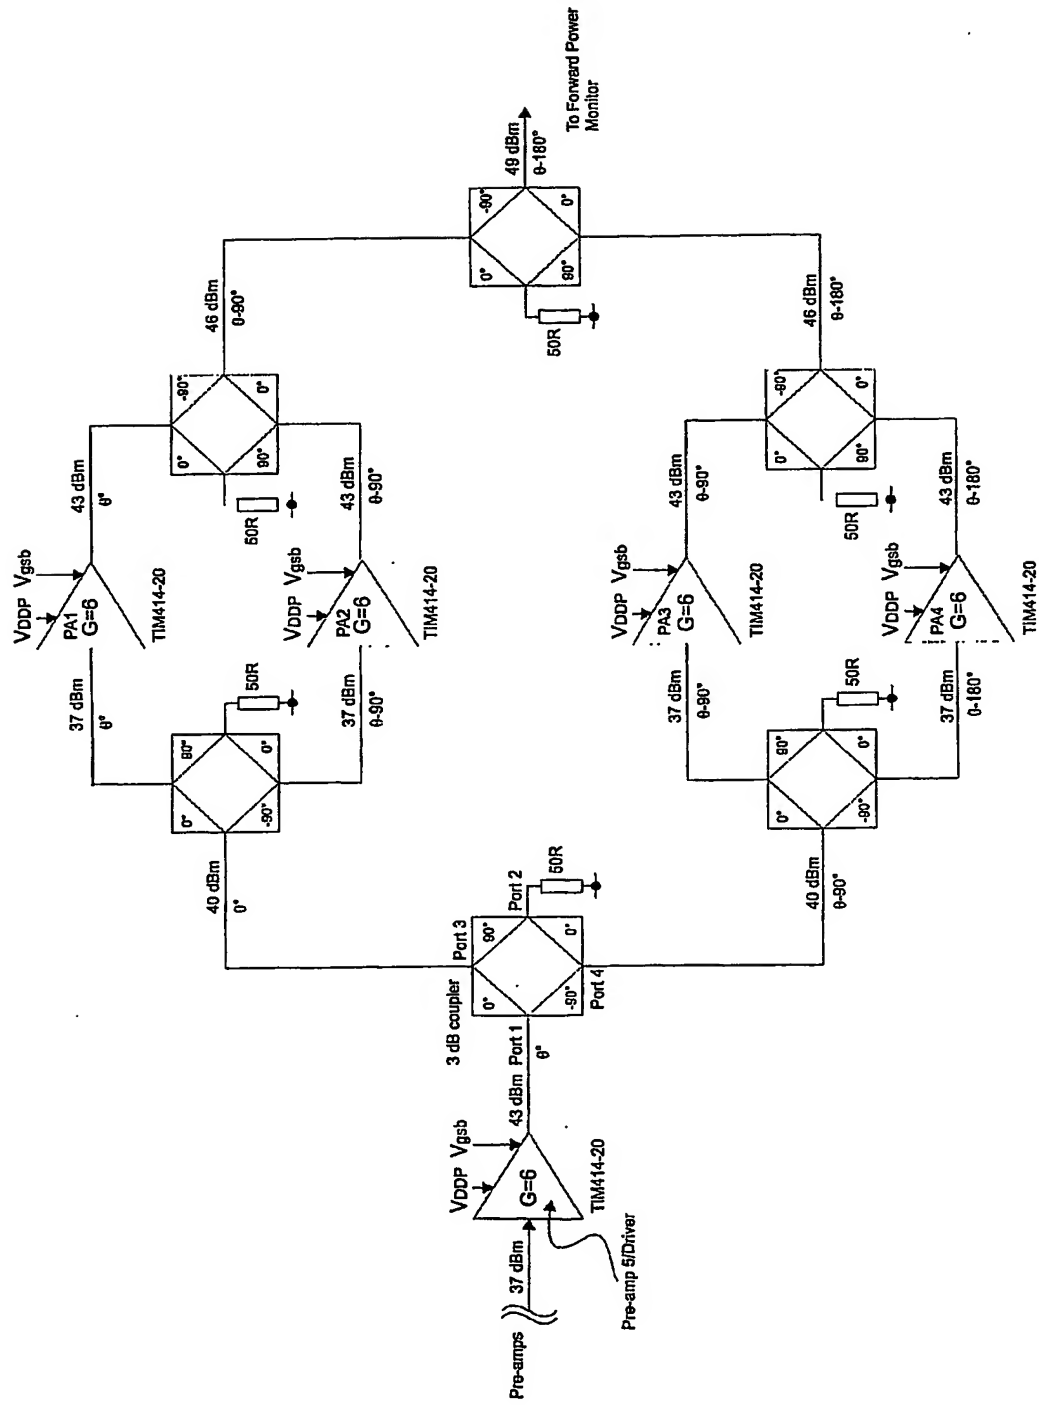 Pre-amps
37 dBm
VDDP
Vgsb
G=6
TIM414-20
Pre-amp 5/Driver
43 dBm
θ°
Port 1
3 dB coupler
Port 3
Port 2
Port 4
0°
90°
-90°
0°
50R
40 dBm
0°
40 dBm
θ-90°
0°
90°
-90°
0°
50R
37 dBm
θ°
37 dBm
θ-90°
VDDP
Vgsb
PA1
G=6
TIM414-20
VDDP
Vgsb
PA2
G=6
TIM414-20
43 dBm
θ°
43 dBm
θ-90°
0°
-90°
90°
0°
50R
46 dBm
θ-90°
0°
90°
-90°
0°
50R
37 dBm
θ-90°
37 dBm
0-180°
VDDP
Vgsb
PA3
G=6
TIM414-20
VDDP
Vgsb
PA4
G=6
TIM414-20
43 dBm
θ-90°
43 dBm
θ-180°
0°
-90°
90°
0°
50R
46 dBm
θ-180°
0°
-90°
90°
0°
50R
49 dBm
θ-180°
To Forward Power
Monitor